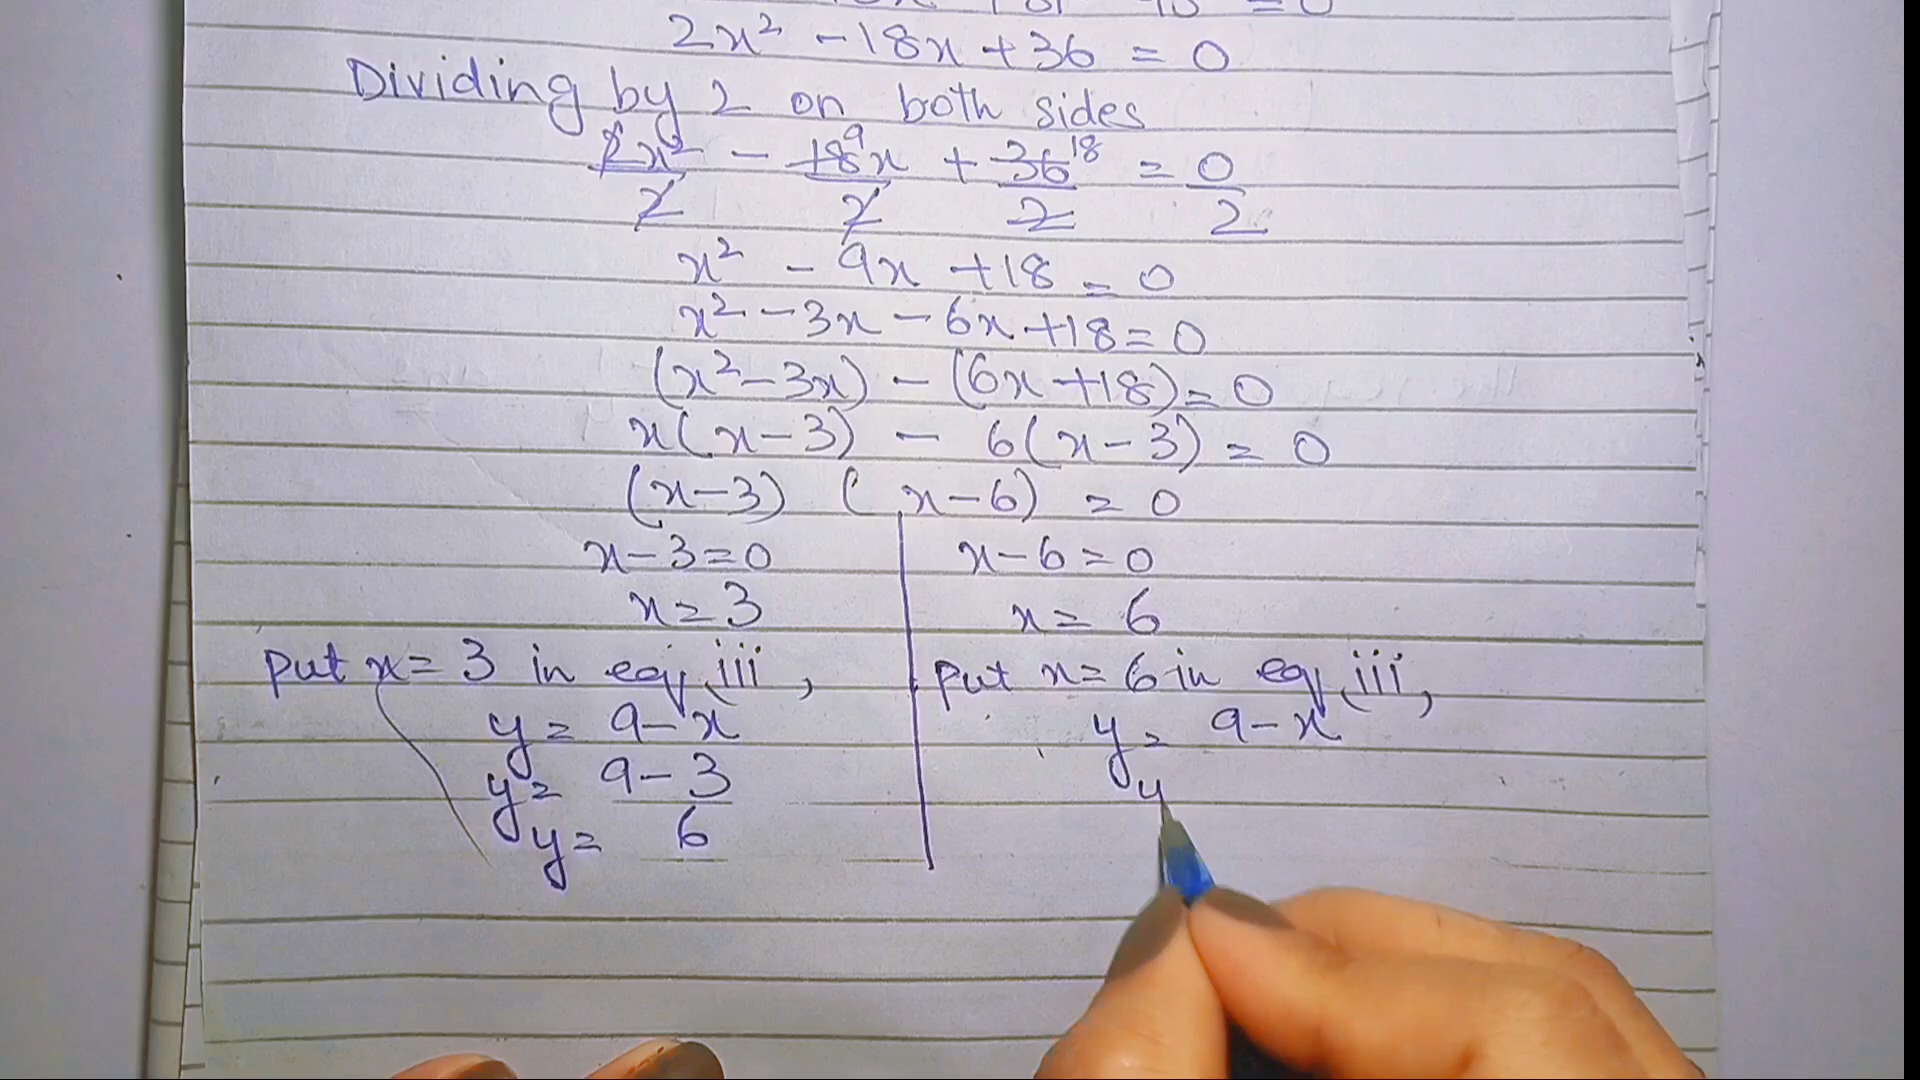 2x² - 18x + 36 = 0
Dividing by 2 on both sides
2x²/2 - 18⁹x/2 + 36¹⁸/2 = 0/2
x² - 9x + 18 = 0
x² - 3x - 6x + 18 = 0
(x² - 3x) - (6x + 18) = 0
x(x - 3) - 6(x - 3) = 0
(x - 3) (x - 6) = 0
x - 3 = 0
x = 3
put x = 3 in eq, iii,
y = 9 - x
y = 9 - 3
y = 6
x - 6 = 0
x = 6
put x = 6 in eq, iii,
y = 9 - x
y